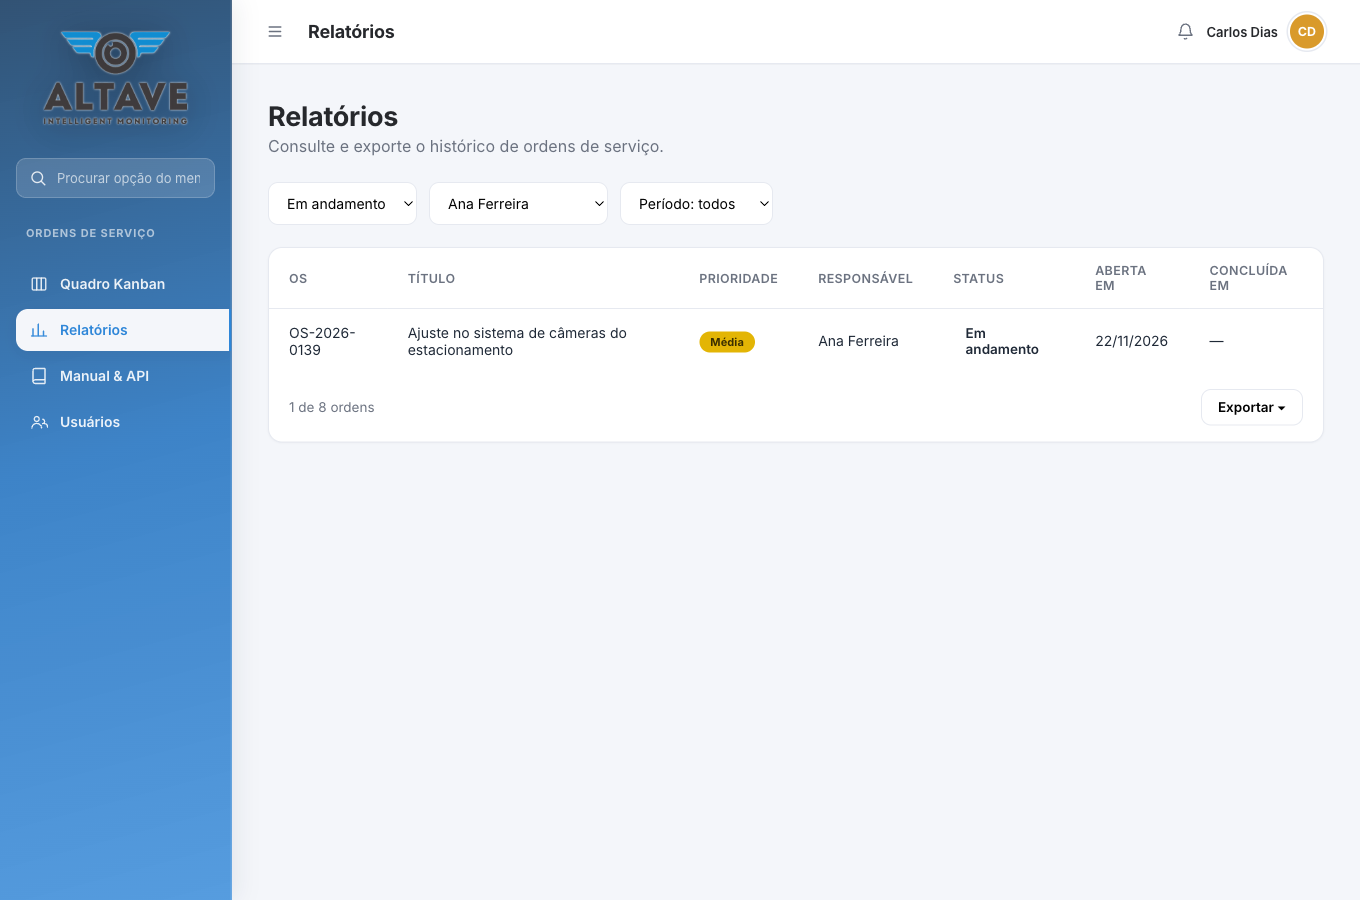 ALTAVE
INTELLIGENT MONITORING
Procurar opção do men
ORDENS DE SERVIÇO
Quadro Kanban
Relatórios
Manual & API
Usuários
Relatórios
Carlos Dias
CD
Relatórios
Consulte e exporte o histórico de ordens de serviço.
Em andamento
Ana Ferreira
Período: todos
OS
TÍTULO
PRIORIDADE
RESPONSÁVEL
STATUS
ABERTA
EM
CONCLUÍDA
EM
OS-2026-
0139
Ajuste no sistema de câmeras do
estacionamento
Média
Ana Ferreira
Em
andamento
22/11/2026
—
1 de 8 ordens
Exportar